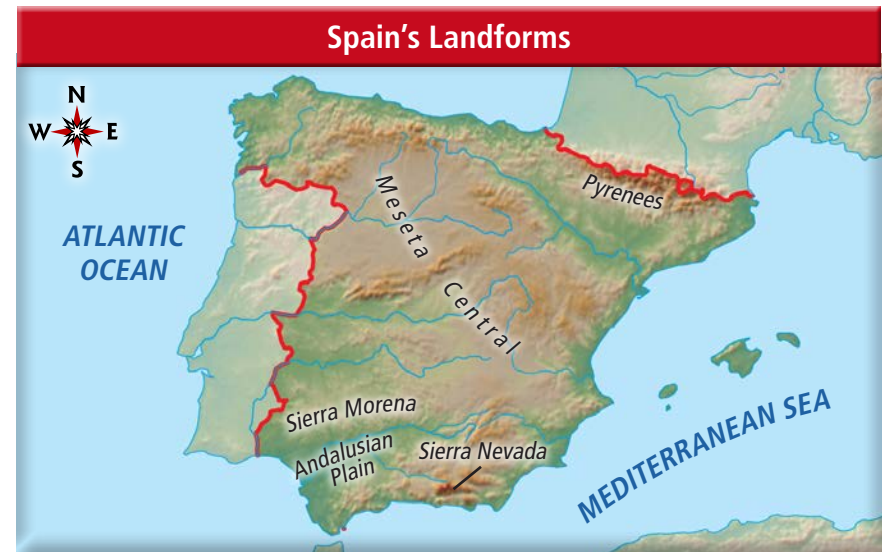 Spain's Landforms
N
W E
S
ATLANTIC
OCEAN
Pyrenees
Meseta
Central
Sierra Morena
Andalusian
Plain
Sierra Nevada
MEDITERRANEAN SEA